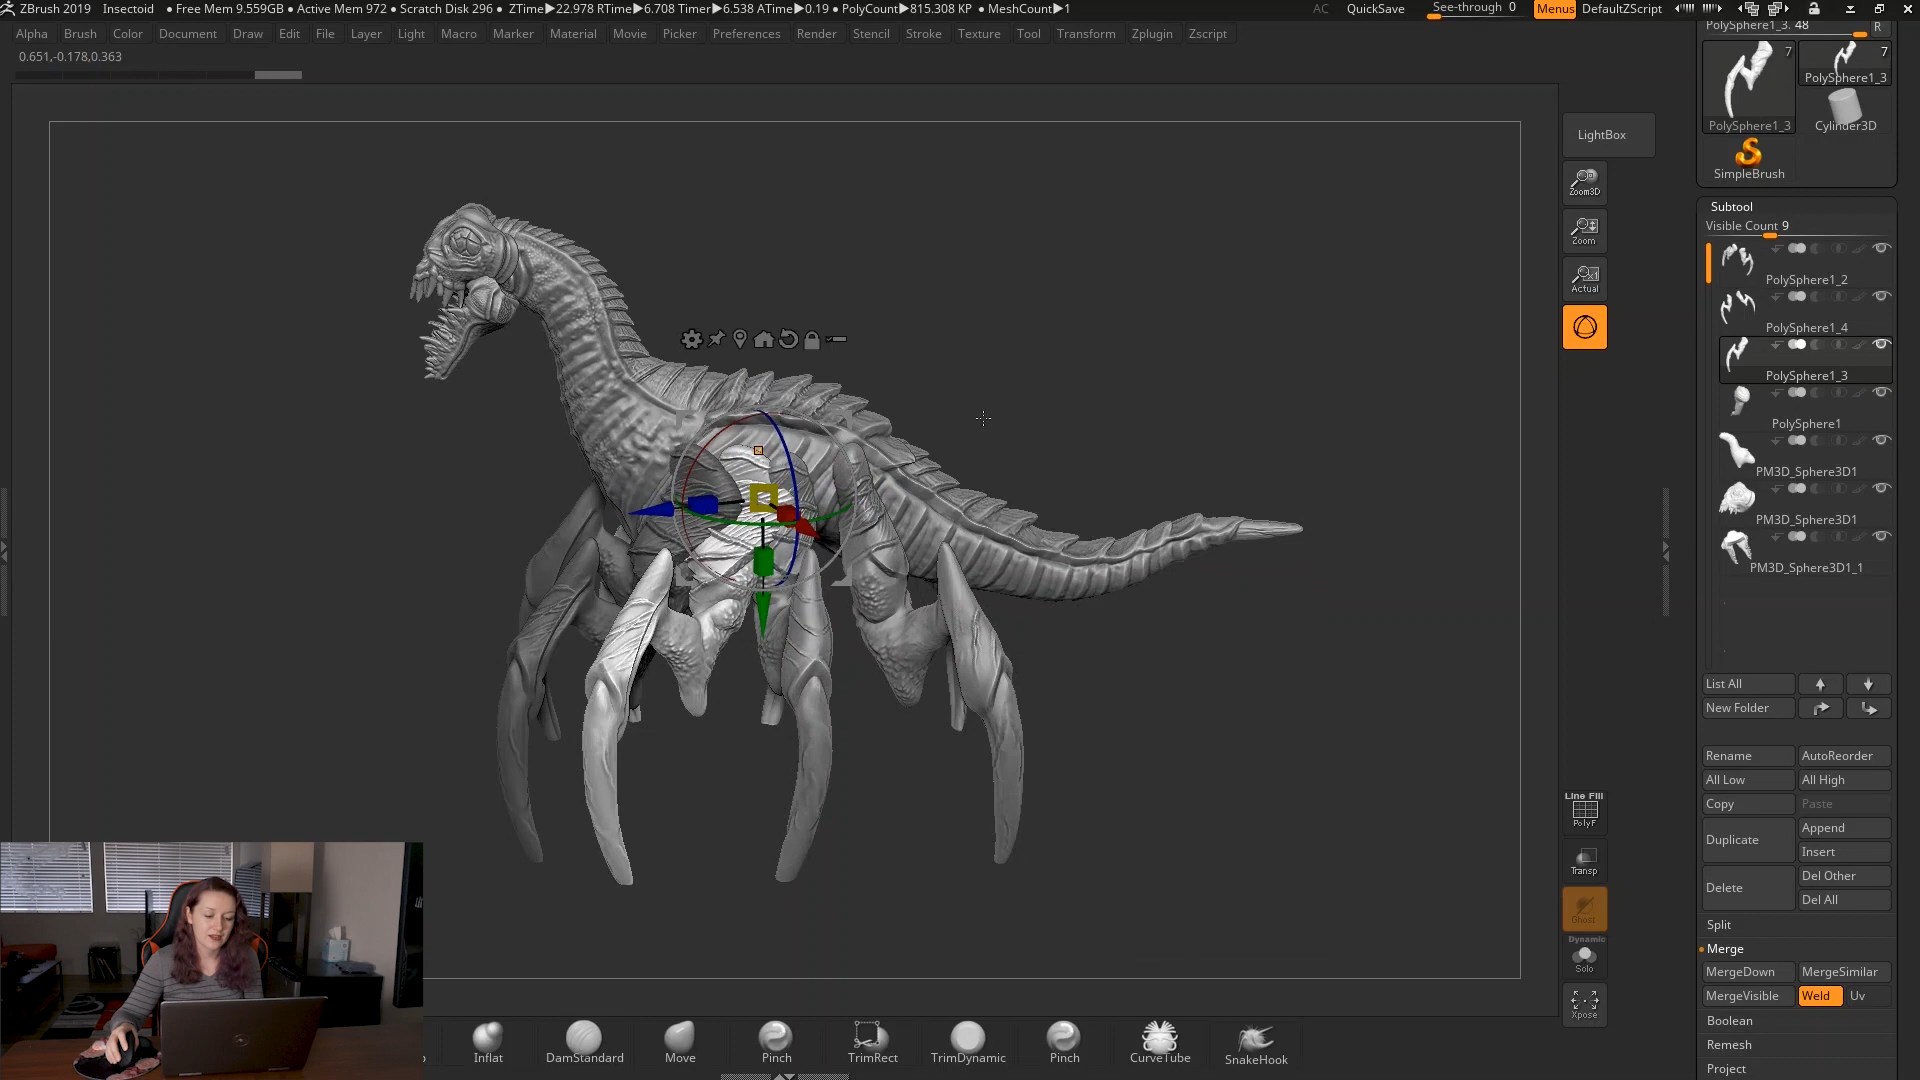 ZBrush 2019 Insectoid • Free Mem 9.559GB • Active Mem 972 • Scratch Disk 296 • ZTime▶22.978 RTime▶6.708 Timer▶6.538 ATime▶0.19 • PolyCount▶815.308 KP • MeshCount▶1 AC QuickSave See-through 0 Menus DefaultZScript
Alpha Brush Color Document Draw Edit File Layer Light Macro Marker Material Movie Picker Preferences Render Stencil Stroke Texture Tool Transform Zplugin Zscript
0.651,-0.178,0.363
PolySphere1_3. 48 R
7 7
PolySphere1_3
PolySphere1_3 Cylinder3D
SimpleBrush
LightBox
Zoom3D
Zoom
Actual
Subtool
Visible Count 9
PolySphere1_2
PolySphere1_4
PolySphere1_3
PolySphere1
PM3D_Sphere3D1
PM3D_Sphere3D1
PM3D_Sphere3D1_1
List All
New Folder
Rename AutoReorder
All Low All High
Copy Paste
Duplicate Append
Insert
Delete Del Other
Del All
Split
Merge
MergeDown MergeSimilar
MergeVisible Weld Uv
Boolean
Remesh
Project
Line Fill
PolyF
Transp
Ghost
Dynamic
Solo
Xpose
Inflat DamStandard Move Pinch TrimRect TrimDynamic Pinch CurveTube SnakeHook